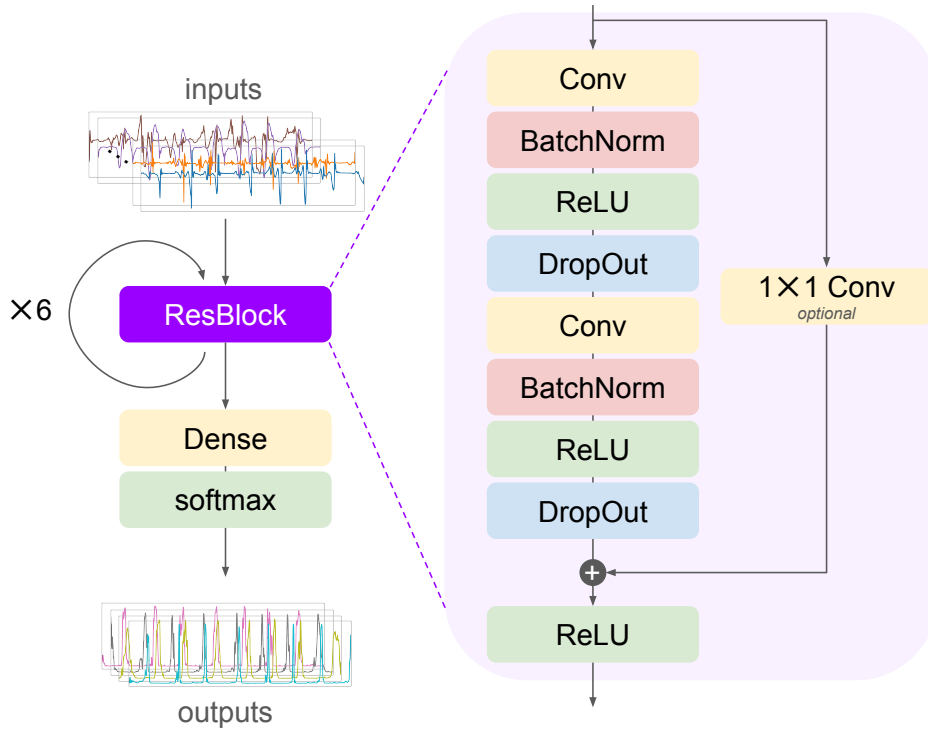 inputs
×6
ResBlock
Dense
softmax
outputs
Conv
BatchNorm
ReLU
DropOut
Conv
BatchNorm
ReLU
DropOut
1×1 Conv
optional
+
ReLU